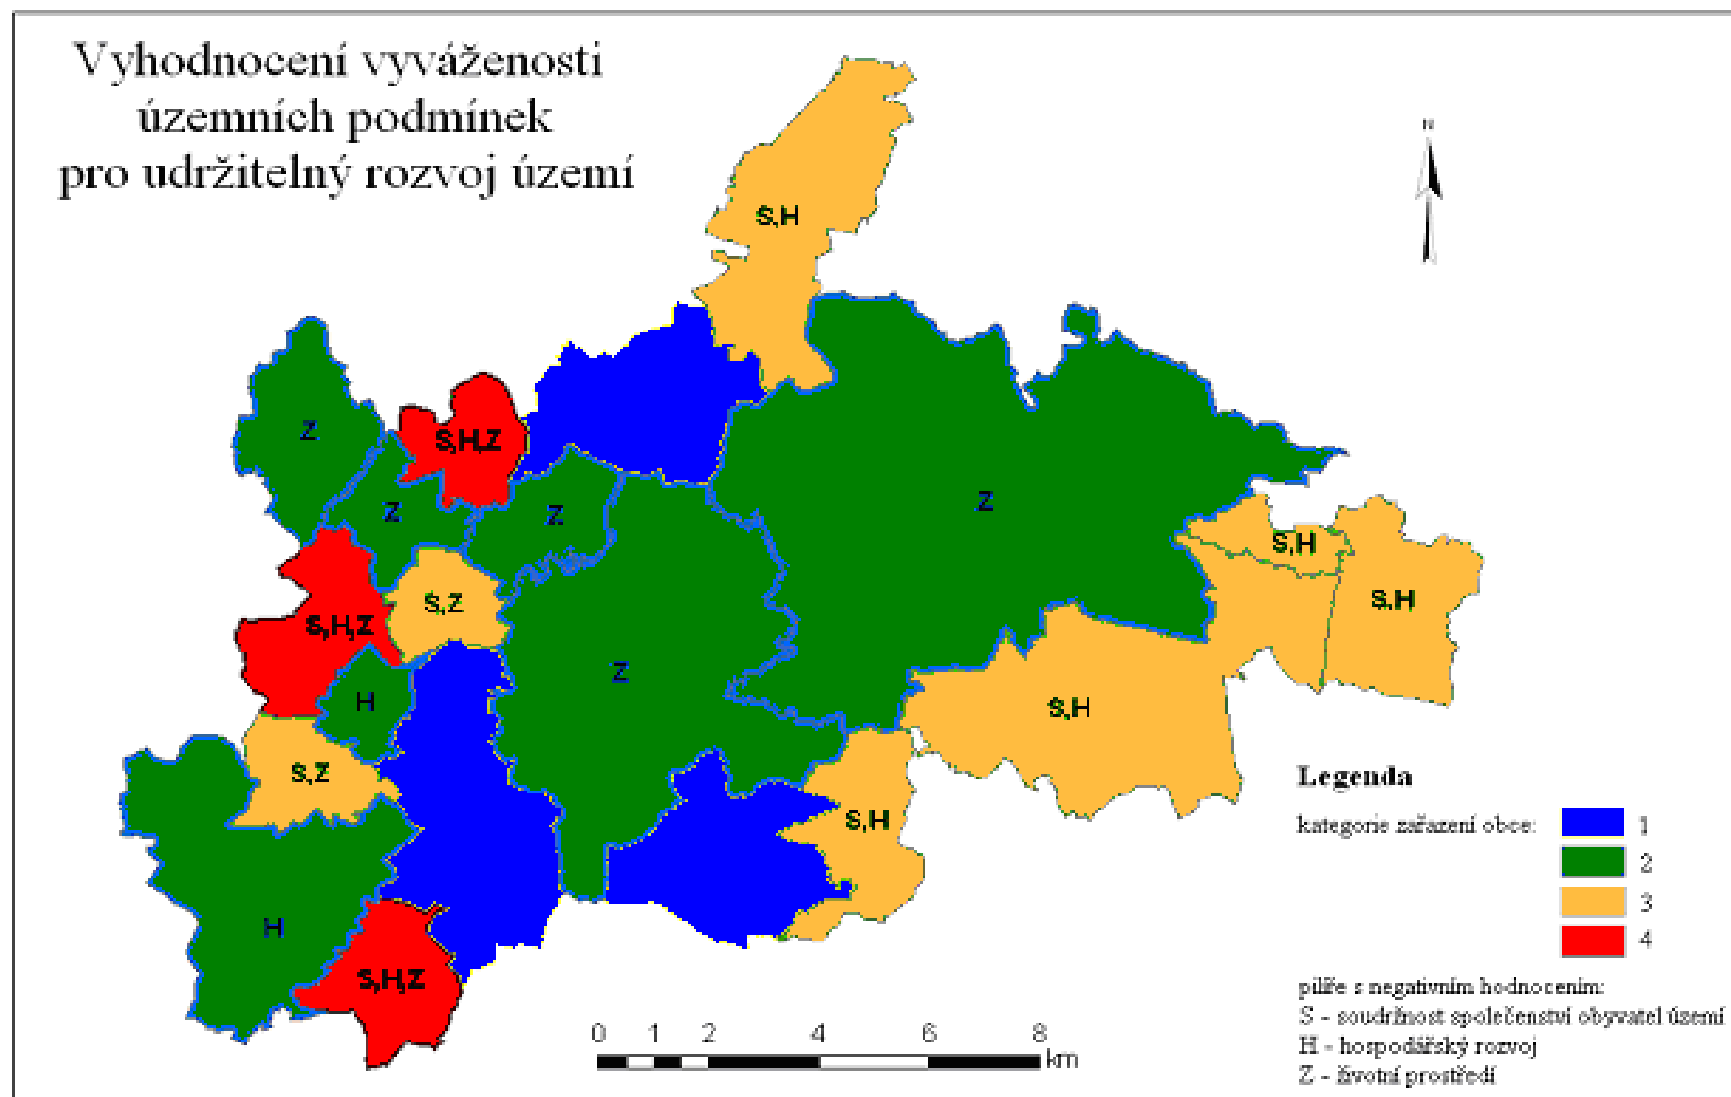 Vyhodnocení vyváženosti
územních podmínek
pro udržitelný rozvoj území
N
S,H
Z
S,H,Z
Z
Z
Z
S,H
S,Z
S,H
S,H,Z
Z
H
S,H
S,Z
S,H
H
S,H,Z
Legenda
kategorie zařazení obce:
1
2
3
4
pilíře s negativním hodnocením:
S - soudržnost společenství obyvatel území
H - hospodářský rozvoj
Z - životní prostředí
0 1 2 4 6 8
km